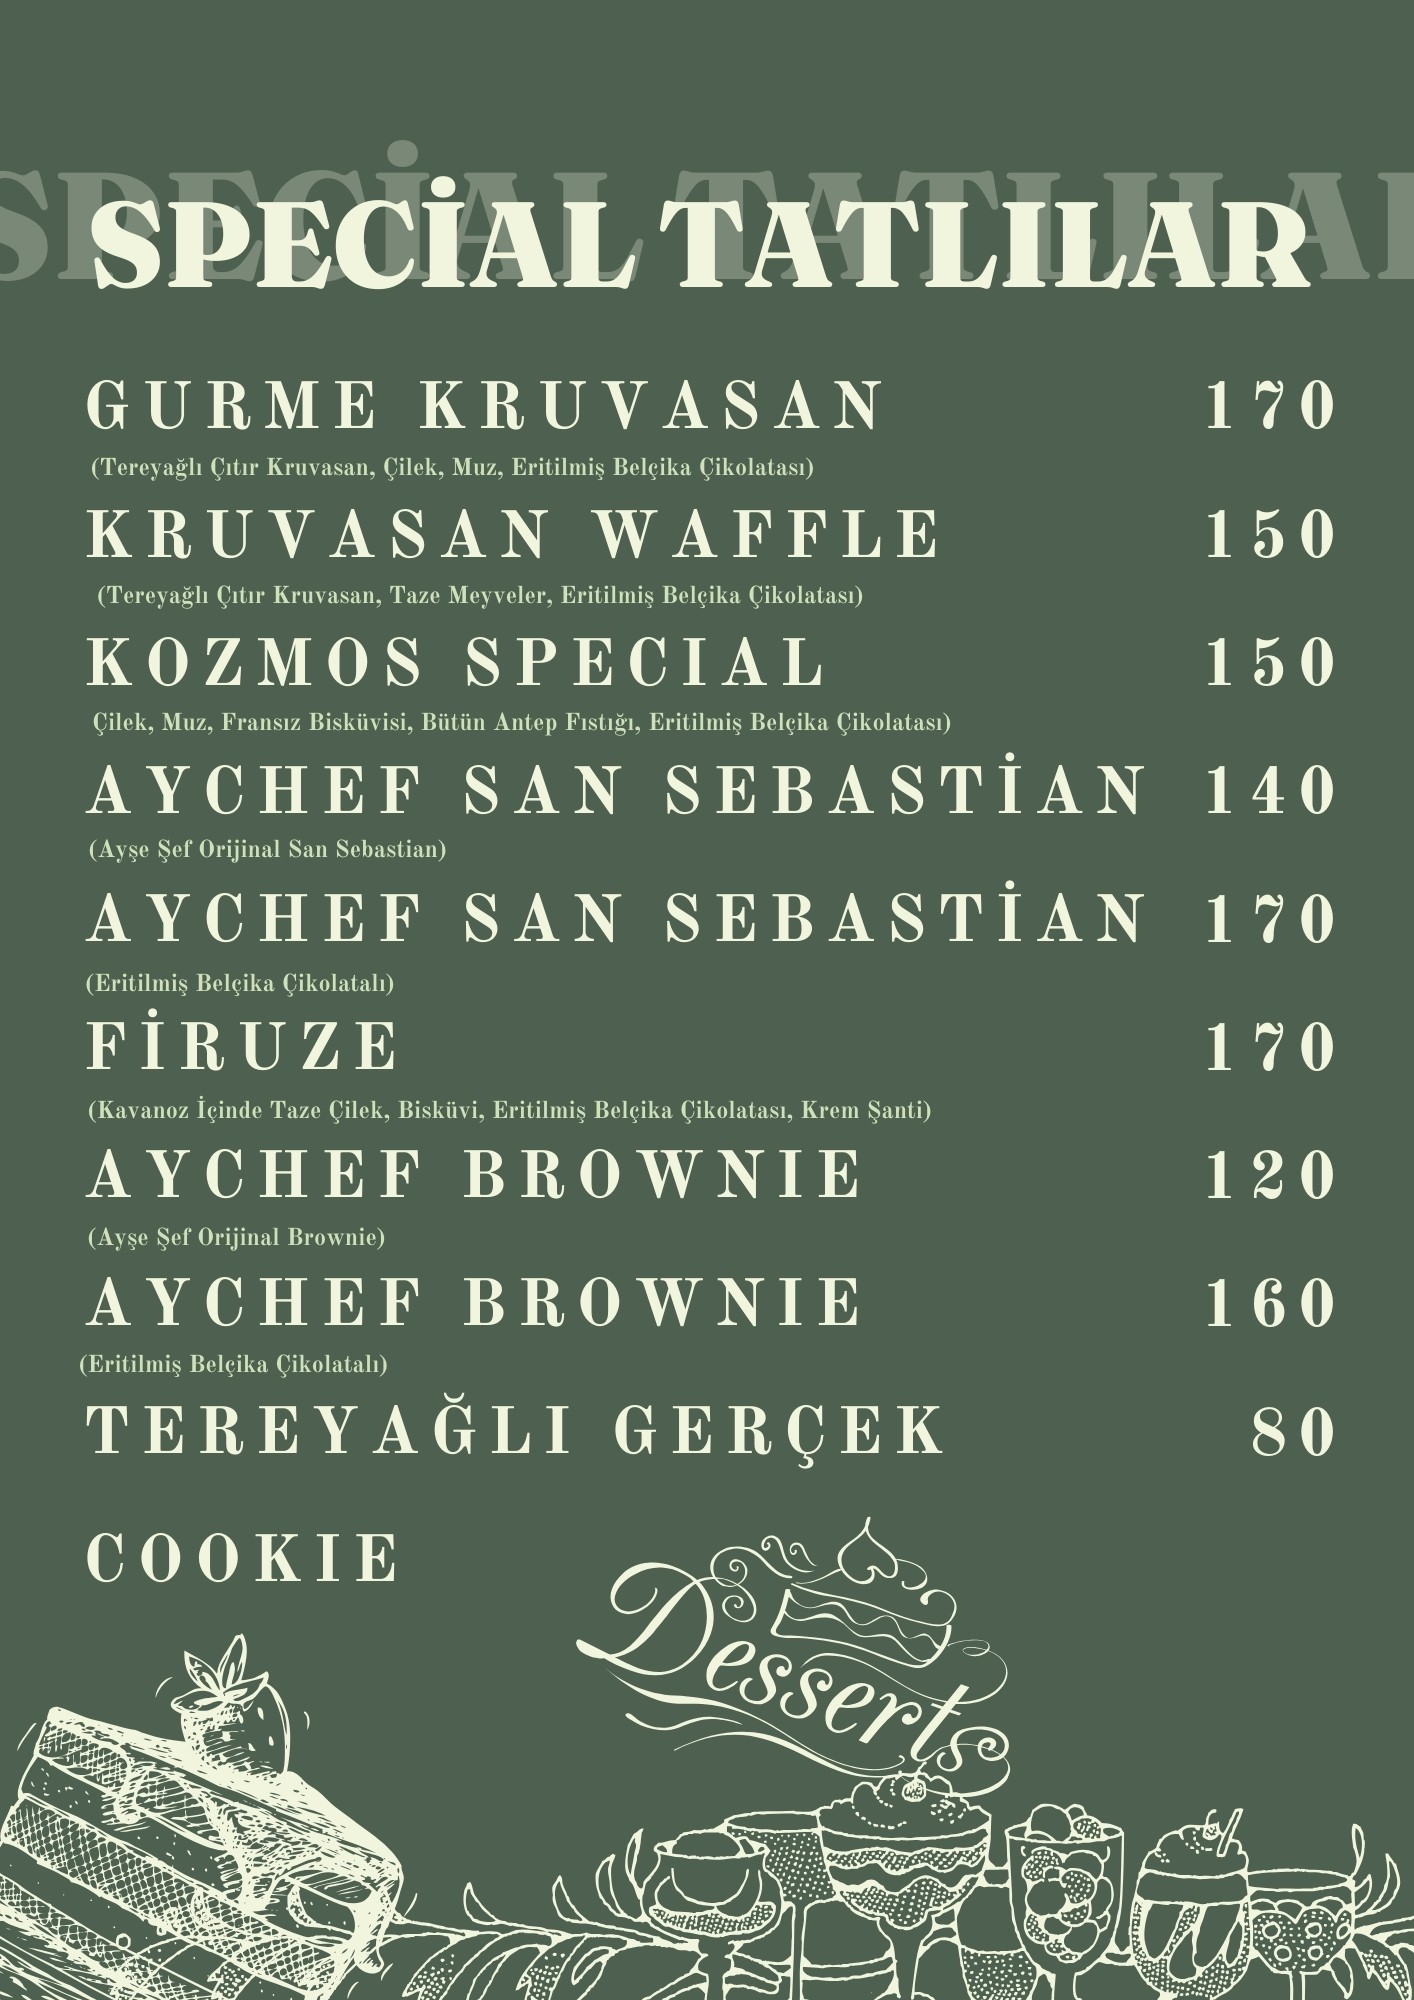 SPECİAL TATLILAR
GURME KRUVASAN 170
(Tereyağlı Çıtır Kruvasan, Çilek, Muz, Eritilmiş Belçika Çikolatası)
KRUVASAN WAFFLE 150
(Tereyağlı Çıtır Kruvasan, Taze Meyveler, Eritilmiş Belçika Çikolatası)
KOZMOS SPECIAL 150
Çilek, Muz, Fransız Bisküvisi, Bütün Antep Fıstığı, Eritilmiş Belçika Çikolatası)
AYCHEF SAN SEBASTİAN 140
(Ayşe Şef Orijinal San Sebastian)
AYCHEF SAN SEBASTİAN 170
(Eritilmiş Belçika Çikolatalı)
FİRUZE 170
(Kavanoz İçinde Taze Çilek, Bisküvi, Eritilmiş Belçika Çikolatası, Krem Şanti)
AYCHEF BROWNIE 120
(Ayşe Şef Orijinal Brownie)
AYCHEF BROWNIE 160
(Eritilmiş Belçika Çikolatalı)
TEREYAĞLI GERÇEK 80
COOKIE
Desserts